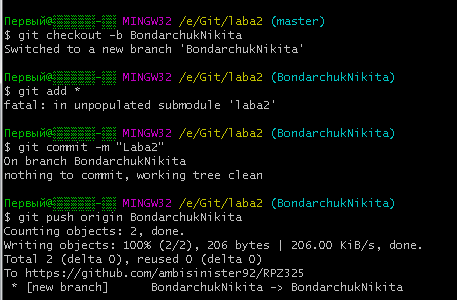 Первый@ MINGW32 /e/Git/laba2 (master)
$ git checkout -b BondarchukNikita
Switched to a new branch 'BondarchukNikita'
Первый@ MINGW32 /e/Git/laba2 (BondarchukNikita)
$ git add *
fatal: in unpopulated submodule 'laba2'
Первый@ MINGW32 /e/Git/laba2 (BondarchukNikita)
$ git commit -m "Laba2"
On branch BondarchukNikita
nothing to commit, working tree clean
Первый@ MINGW32 /e/Git/laba2 (BondarchukNikita)
$ git push origin BondarchukNikita
Counting objects: 2, done.
Writing objects: 100% (2/2), 206 bytes | 206.00 KiB/s, done.
Total 2 (delta 0), reused 0 (delta 0)
To https://github.com/ambisinister92/RPZ325
* [new branch] BondarchukNikita -> BondarchukNikita